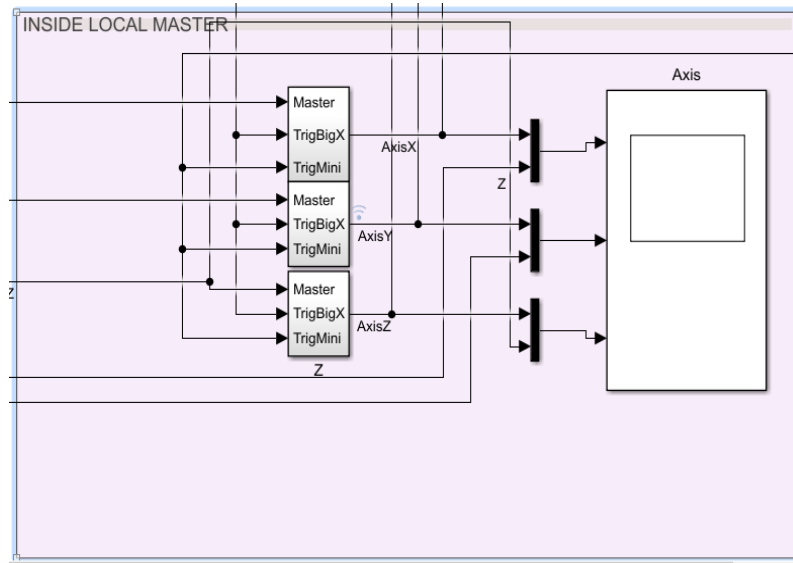 INSIDE LOCAL MASTER
Axis
Master
TrigBigX
TrigMini
AxisX
Z
Master
TrigBigX
TrigMini
AxisY
Z
Master
TrigBigX
TrigMini
AxisZ
Z